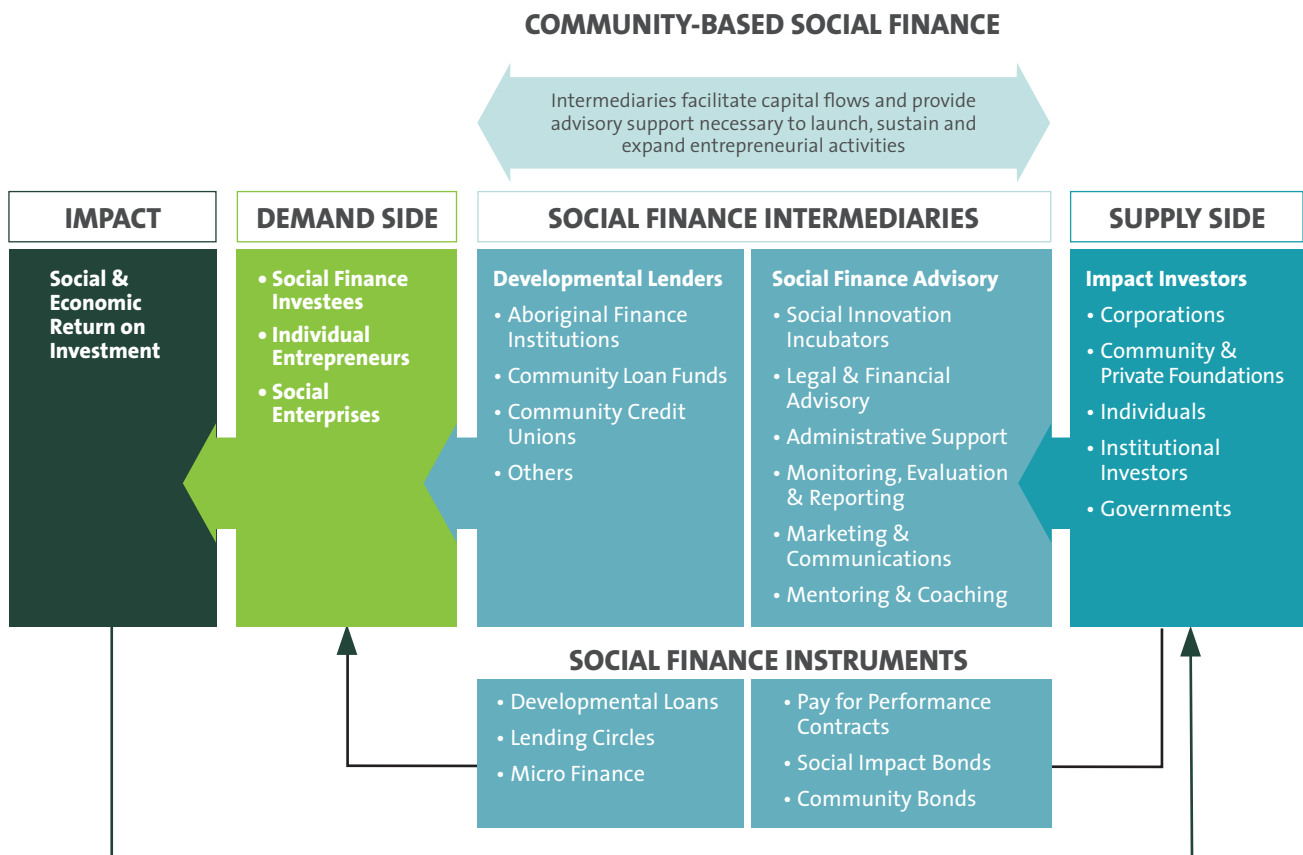 COMMUNITY-BASED SOCIAL FINANCE
Intermediaries facilitate capital flows and provide
advisory support necessary to launch, sustain and
expand entrepreneurial activities
IMPACT
Social &
Economic
Return on
Investment
DEMAND SIDE
• Social Finance
Investees
• Individual
Entrepreneurs
• Social
Enterprises
SOCIAL FINANCE INTERMEDIARIES
Developmental Lenders
• Aboriginal Finance
Institutions
• Community Loan Funds
• Community Credit
Unions
• Others
Social Finance Advisory
• Social Innovation
Incubators
• Legal & Financial
Advisory
• Administrative Support
• Monitoring, Evaluation
& Reporting
• Marketing &
Communications
• Mentoring & Coaching
SUPPLY SIDE
Impact Investors
• Corporations
• Community &
Private Foundations
• Individuals
• Institutional
Investors
• Governments
SOCIAL FINANCE INSTRUMENTS
• Developmental Loans
• Lending Circles
• Micro Finance
• Pay for Performance
Contracts
• Social Impact Bonds
• Community Bonds